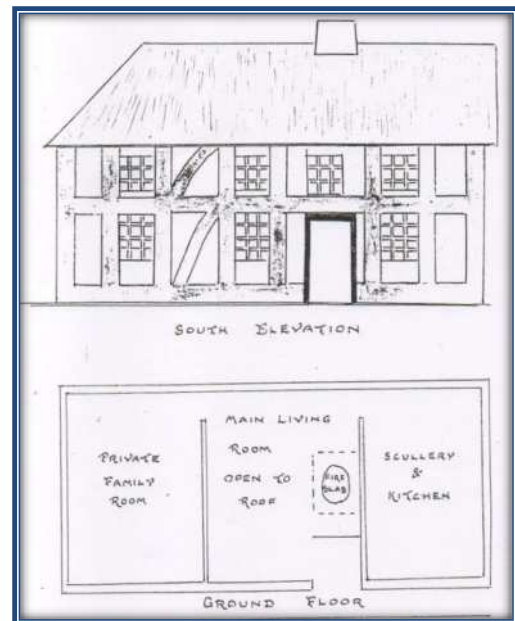 SOUTH ELEVATION
PRIVATE
FAMILY
ROOM
MAIN LIVING
ROOM
OPEN TO
ROOF
FIRE
SLAB
SCULLERY
&
KITCHEN
GROUND FLOOR